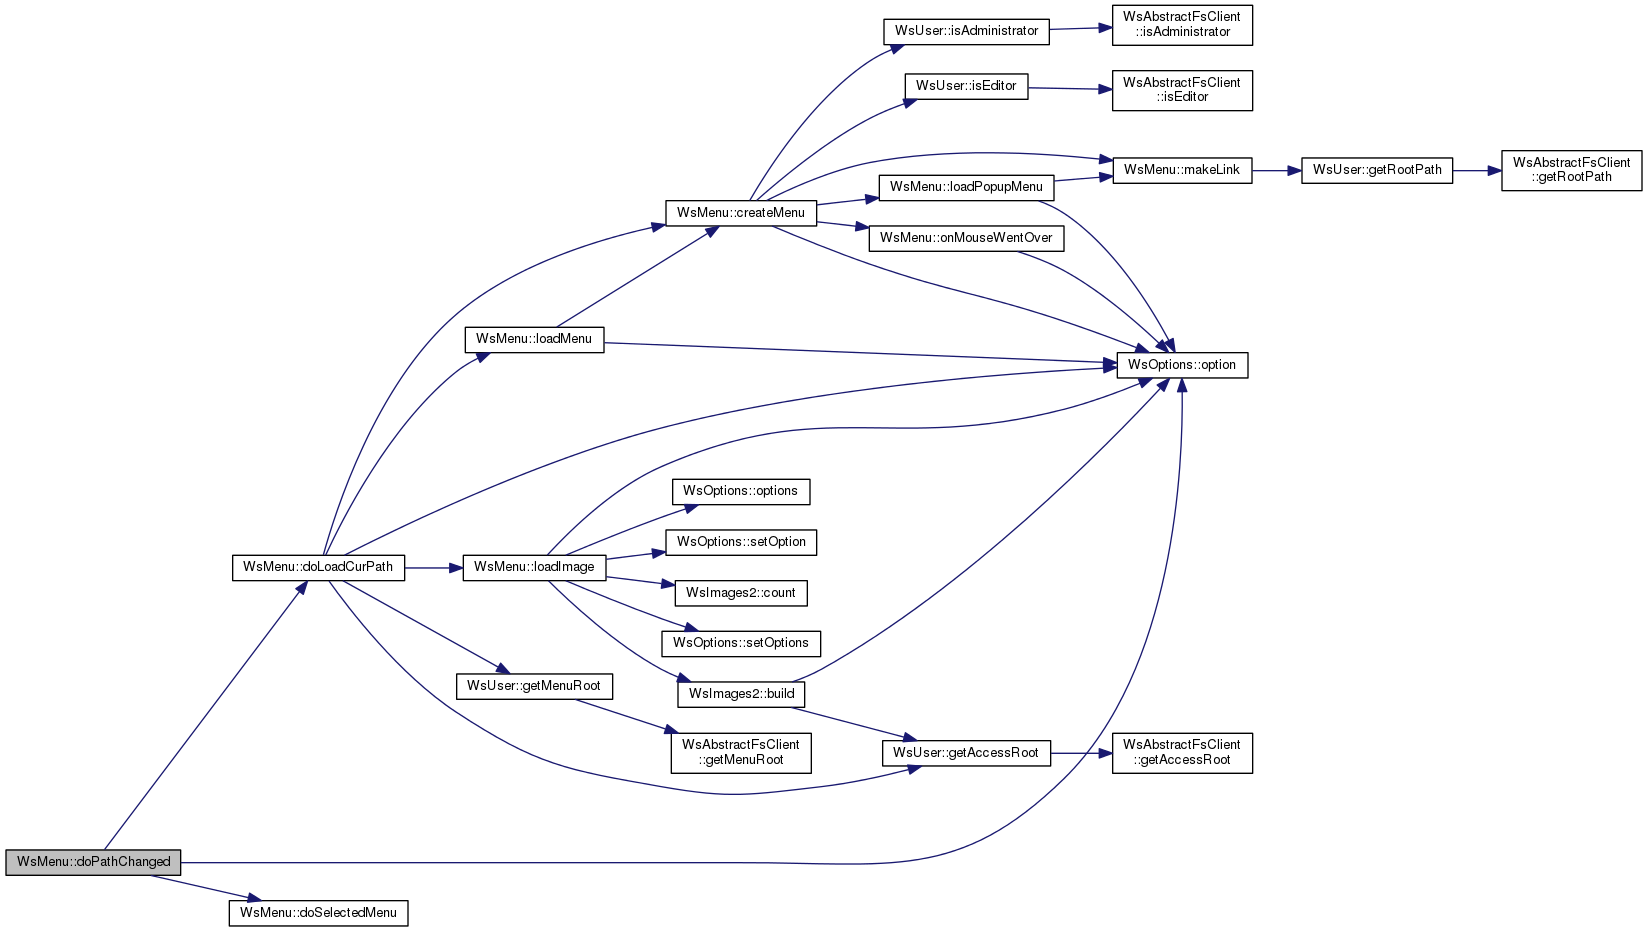 WsUser::isAdministrator
WsAbstractFsClient
::isAdministrator
WsUser::isEditor
WsAbstractFsClient
::isEditor
WsMenu::makeLink
WsUser::getRootPath
WsAbstractFsClient
::getRootPath
WsMenu::loadPopupMenu
WsMenu::createMenu
WsMenu::onMouseWentOver
WsMenu::loadMenu
WsOptions::option
WsOptions::options
WsOptions::setOption
WsMenu::doLoadCurPath
WsMenu::loadImage
WsImages2::count
WsOptions::setOptions
WsUser::getMenuRoot
WsImages2::build
WsAbstractFsClient
::getMenuRoot
WsUser::getAccessRoot
WsAbstractFsClient
::getAccessRoot
WsMenu::doPathChanged
WsMenu::doSelectedMenu